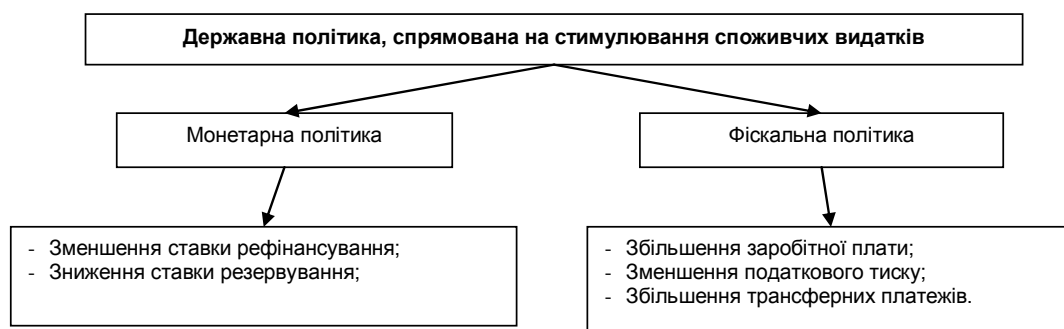 Державна політика, спрямована на стимулювання споживчих видатків
Монетарна політика
Фіскальна політика
- Зменшення ставки рефінансування;
- Зниження ставки резервування;
- Збільшення заробітної плати;
- Зменшення податкового тиску;
- Збільшення трансферних платежів.